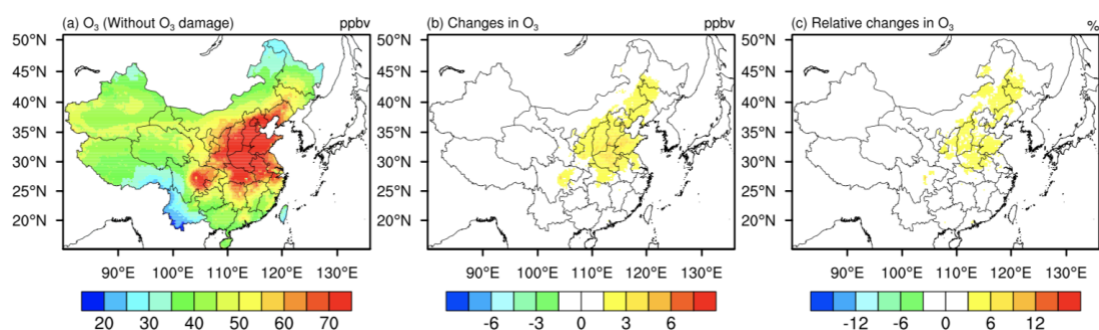 (a) O₃ (Without O₃ damage) ppbv
50°N
45°N
40°N
35°N
30°N
25°N
20°N
90°E 100°E 110°E 120°E 130°E
20 30 40 50 60 70
(b) Changes in O₃ ppbv
50°N
45°N
40°N
35°N
30°N
25°N
20°N
90°E 100°E 110°E 120°E 130°E
-6 -3 0 3 6
(c) Relative changes in O₃ %
50°N
45°N
40°N
35°N
30°N
25°N
20°N
90°E 100°E 110°E 120°E 130°E
-12 -6 0 6 12